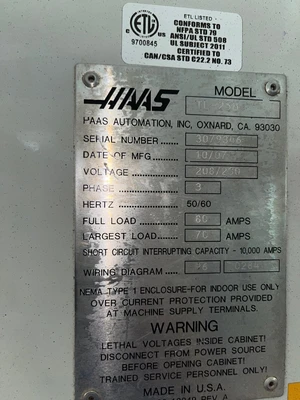 ETL LISTED
CONFORMS TO
NFPA STD 79
ANSI/UL STD 508
UL SUBJECT 2011
CERTIFIED TO
CAN/CSA STD C22.2 NO. 73
C US
9700845
HAAS
MODEL
HAAS AUTOMATION, INC, OXNARD, CA. 93030
SERIAL NUMBER
DATE OF MFG
VOLTAGE 208/230
PHASE 3
HERTZ 50/60
FULL LOAD AMPS
LARGEST LOAD AMPS
SHORT CIRCUIT INTERRUPTING CAPACITY - 10,000 AMPS
WIRING DIAGRAM
NEMA TYPE 1 ENCLOSURE-FOR INDOOR USE ONLY
OVER CURRENT PROTECTION PROVIDED
AT MACHINE SUPPLY TERMINALS.
WARNING
LETHAL VOLTAGES INSIDE CABINET!
DISCONNECT FROM POWER SOURCE
BEFORE OPENING CABINET!
TRAINED SERVICE PERSONNEL ONLY!
MADE IN U.S.A.